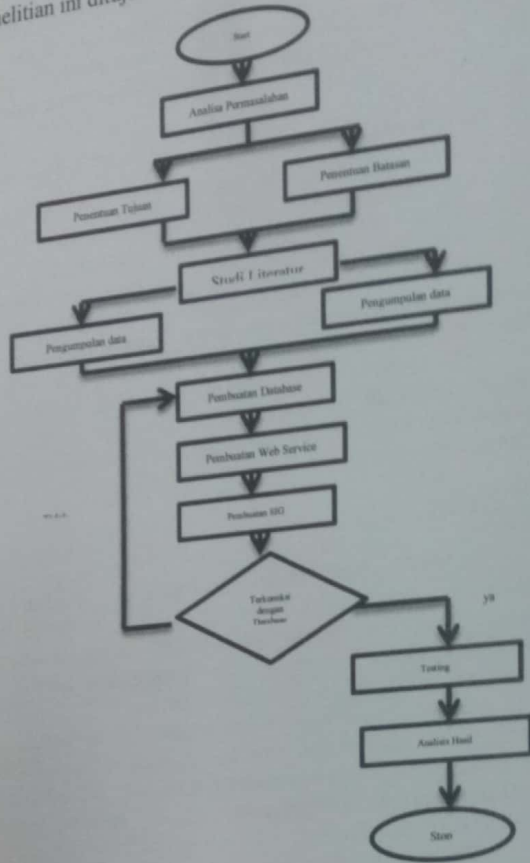 elitian ini
Start
Analisa Permasalahan
Penentuan Tujuan
Penentuan Batasan
Studi Literatur
Pengumpulan data
Pengumpulan data
Pembuatan Database
Pembuatan Web Service
Pembuatan
Terkoneksi
dengan
Database
ya
Testing
Analisis Hasil
Stop